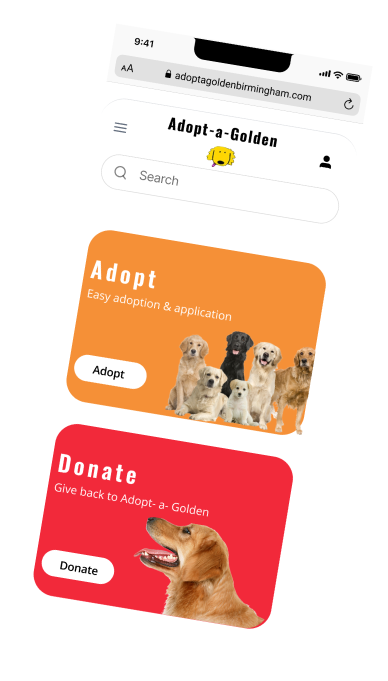 9:41
AA
adoptagoldenbirmingham.com
Adopt-a-Golden
Search
Adopt
Easy adoption & application
Adopt
Donate
Give back to Adopt- a- Golden
Donate